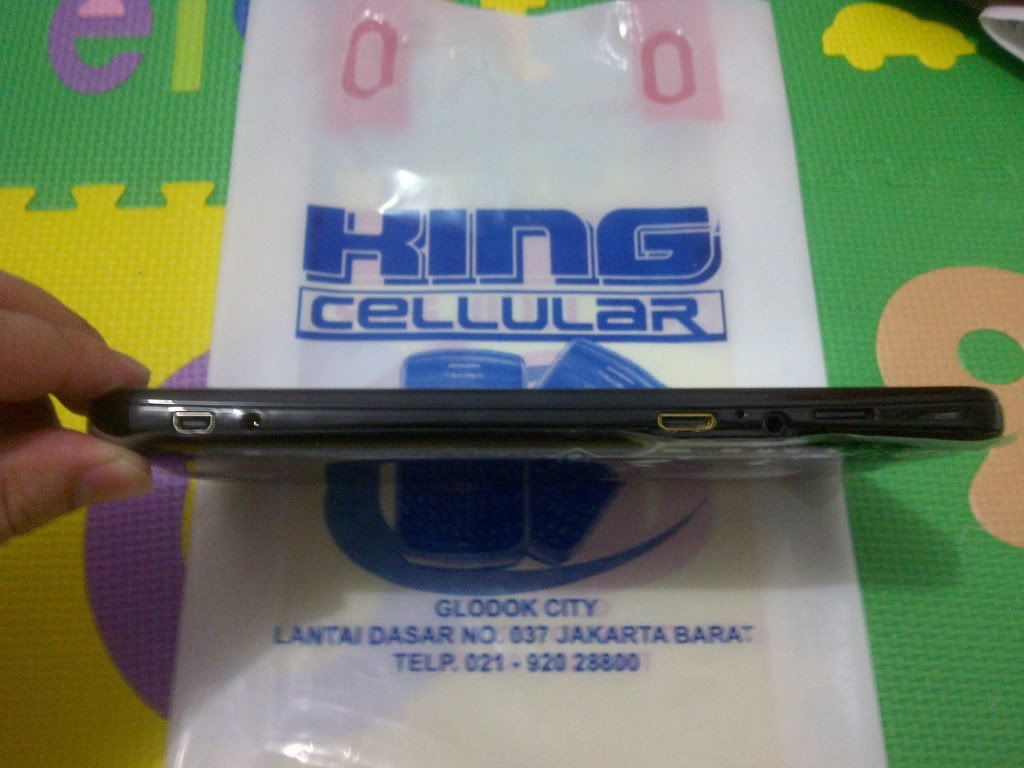 KING
CELLULAR
GLODOK CITY
LANTAI DASAR NO. 037 JAKARTA BARAT
TELP. 021 - 920 28800